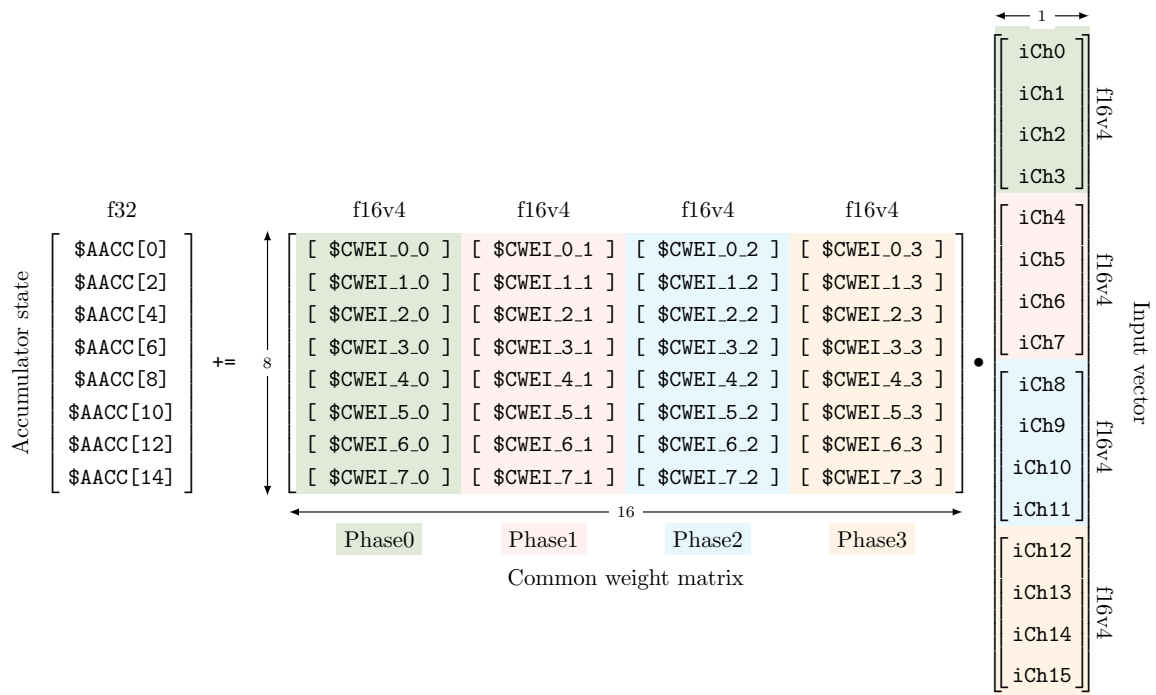 1
iCh0
iCh1
iCh2
iCh3
f16v4
iCh4
iCh5
iCh6
iCh7
f16v4
iCh8
iCh9
iCh10
iCh11
f16v4
iCh12
iCh13
iCh14
iCh15
f16v4
Input vector
f32 f16v4 f16v4 f16v4 f16v4
Accumulator state
$AACC[0] [ $CWEI_0_0 ] [ $CWEI_0_1 ] [ $CWEI_0_2 ] [ $CWEI_0_3 ]
$AACC[2] [ $CWEI_1_0 ] [ $CWEI_1_1 ] [ $CWEI_1_2 ] [ $CWEI_1_3 ]
$AACC[4] [ $CWEI_2_0 ] [ $CWEI_2_1 ] [ $CWEI_2_2 ] [ $CWEI_2_3 ]
$AACC[6] [ $CWEI_3_0 ] [ $CWEI_3_1 ] [ $CWEI_3_2 ] [ $CWEI_3_3 ]
+= 8 •
$AACC[8] [ $CWEI_4_0 ] [ $CWEI_4_1 ] [ $CWEI_4_2 ] [ $CWEI_4_3 ]
$AACC[10] [ $CWEI_5_0 ] [ $CWEI_5_1 ] [ $CWEI_5_2 ] [ $CWEI_5_3 ]
$AACC[12] [ $CWEI_6_0 ] [ $CWEI_6_1 ] [ $CWEI_6_2 ] [ $CWEI_6_3 ]
$AACC[14] [ $CWEI_7_0 ] [ $CWEI_7_1 ] [ $CWEI_7_2 ] [ $CWEI_7_3 ]
16
Phase0 Phase1 Phase2 Phase3
Common weight matrix